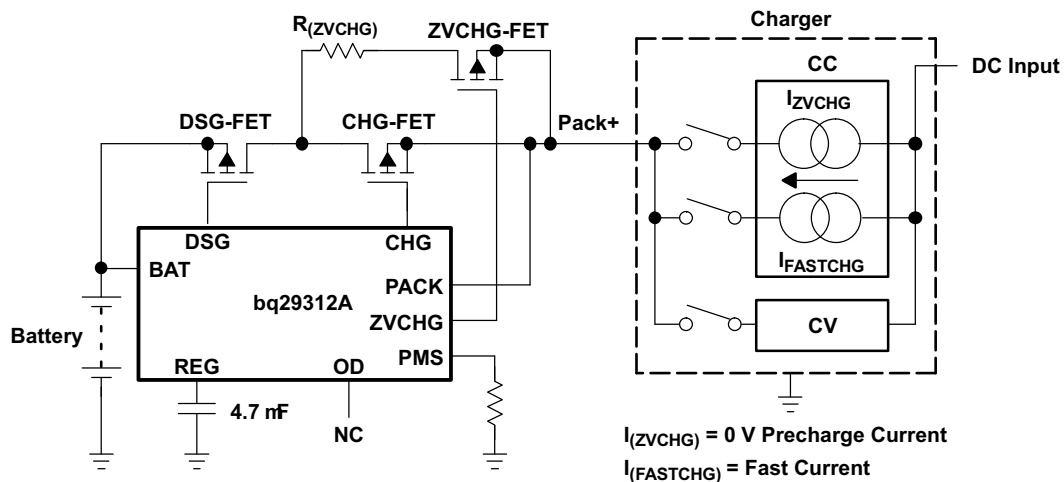 Charger
R(ZVCHG)
ZVCHG-FET
CC
DC Input
IZVCHG
DSG-FET
CHG-FET
Pack+
DSG
CHG
BAT
IFASTCHG
PACK
bq29312A
ZVCHG
Battery
CV
PMS
REG
OD
4.7 mF
NC
I(ZVCHG) = 0 V Precharge Current
I(FASTCHG) = Fast Current